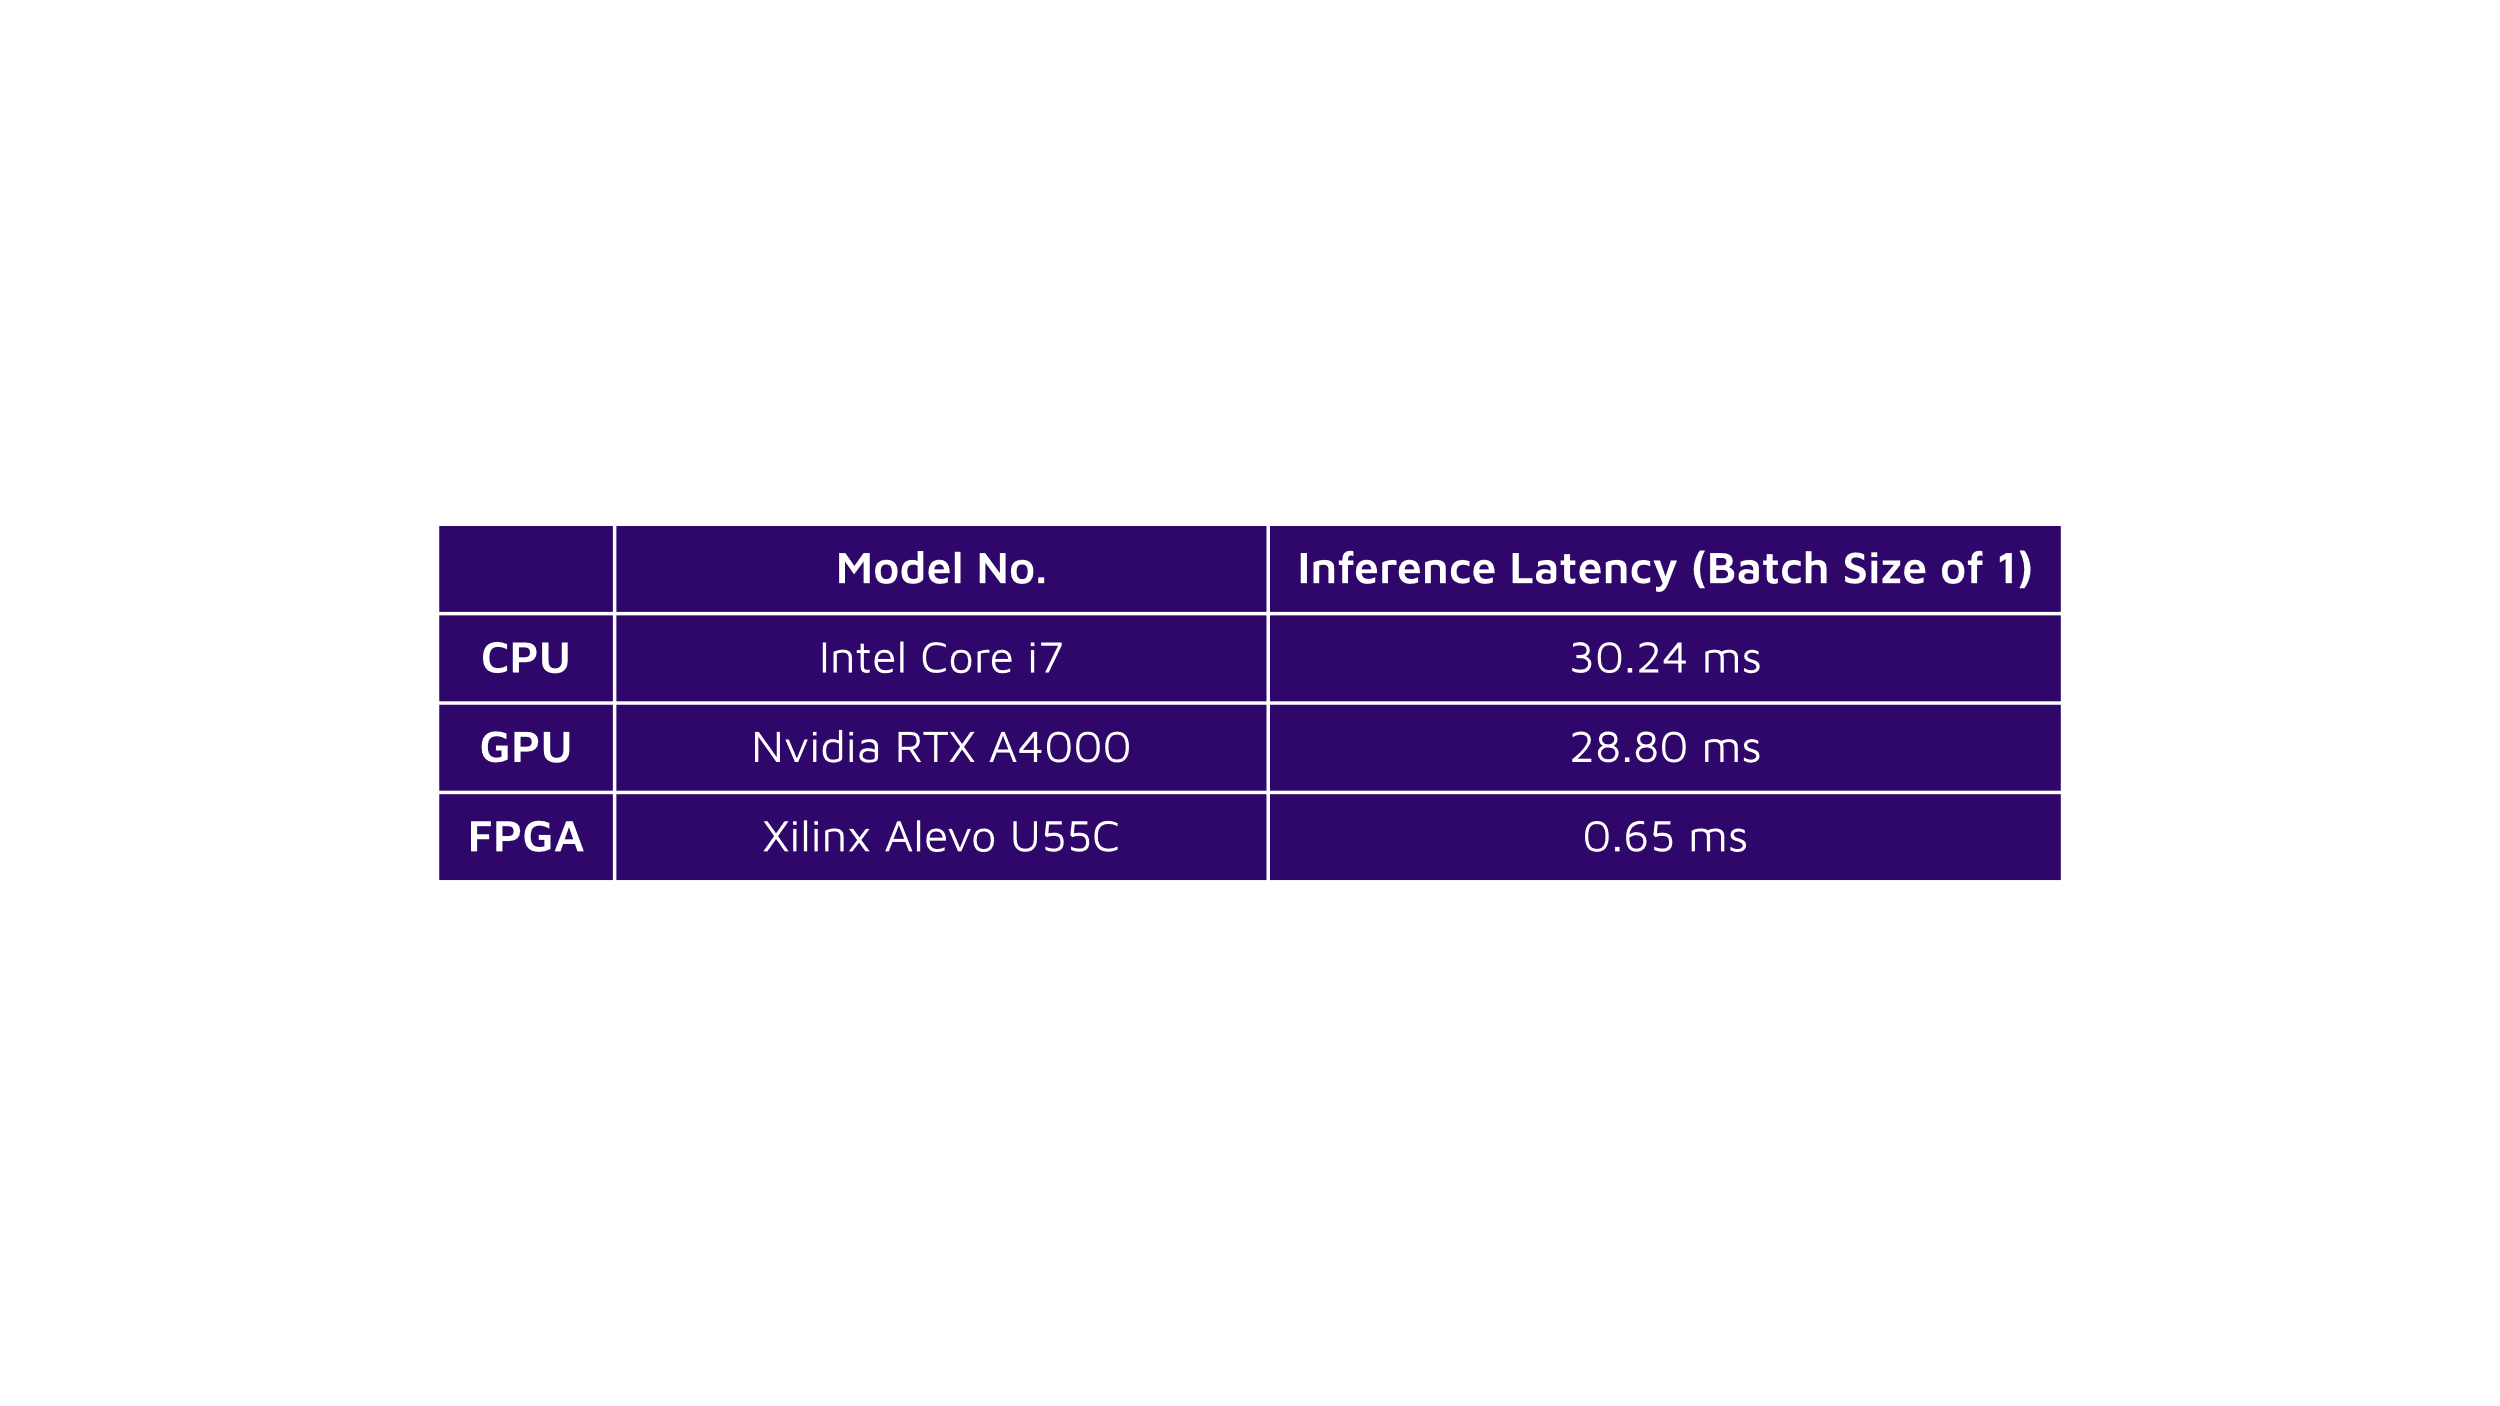 Model No. Inference Latency (Batch Size of 1)
CPU Intel Core i7 30.24 ms
GPU Nvidia RTX A4000 28.80 ms
FPGA Xilinx Alevo U55C 0.65 ms